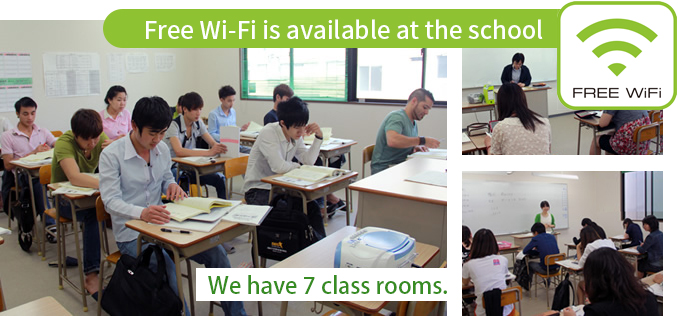 Free Wi-Fi is available at the school
FREE WiFi
We have 7 class rooms.